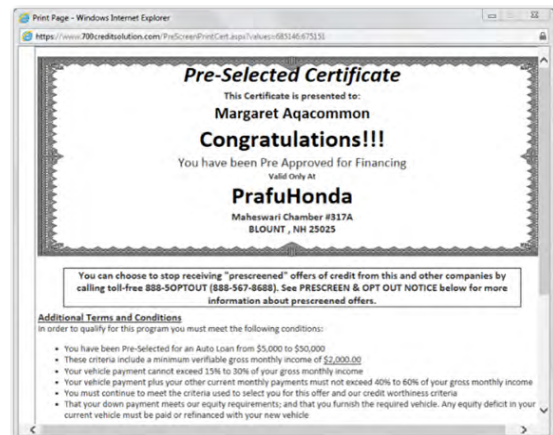 Print Page - Windows Internet Explorer
https://www.700creditsolution.com/PreScreen/PrintCert.aspx?values=685146;675151
Pre-Selected Certificate
This Certificate is presented to:
Margaret Aqacommon
Congratulations!!!
You have been Pre Approved for Financing
Valid Only At
PrafuHonda
Maheswari Chamber #317A
BLOUNT , NH 25025
You can choose to stop receiving "prescreened" offers of credit from this and other companies by
calling toll-free 888-5OPTOUT (888-567-8688). See PRESCREEN & OPT OUT NOTICE below for more
information about prescreened offers.
Additional Terms and Conditions
In order to qualify for this program you must meet the following conditions:
• You have been Pre-Selected for an Auto Loan from $5,000 to $50,000
• These criteria include a minimum verifiable gross monthly income of $2,000.00
• Your vehicle payment cannot exceed 15% to 30% of your gross monthly income
• Your vehicle payment plus your other current monthly payments must not exceed 40% to 60% of your gross monthly income
• You must continue to meet the criteria used to select you for this offer and our credit worthiness criteria
• That your down payment meets our equity requirements; and that you furnish the required vehicle. Any equity deficit in your
current vehicle must be paid or refinanced with your new vehicle